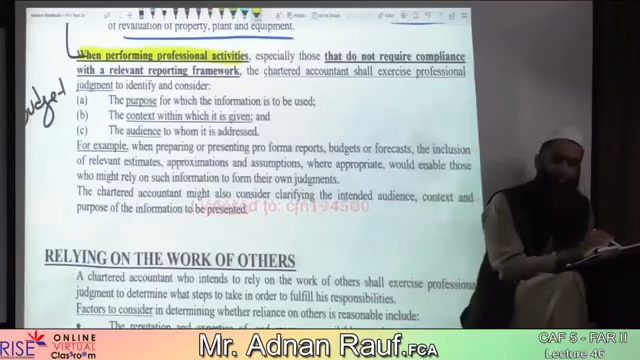 of revaluation of property, plant and equipment.
When performing professional activities, especially those that do not require compliance
with a relevant reporting framework, the chartered accountant shall exercise professional
judgment to identify and consider:
(a) The purpose for which the information is to be used;
(b) The context within which it is given; and
(c) The audience to whom it is addressed.
For example, when preparing or presenting pro forma reports, budgets or forecasts, the inclusion
of relevant estimates, approximations and assumptions, where appropriate, would enable those
who might rely on such information to form their own judgments.
The chartered accountant might also consider clarifying the intended audience, context and
purpose of the information to be presented.
RELYING ON THE WORK OF OTHERS
A chartered accountant who intends to rely on the work of others shall exercise professional
judgment to determine what steps to take in order to fulfill his responsibilities.
Factors to consider in determining whether reliance on others is reasonable include:
The reputation and expertise of
RISE ONLINE VIRTUAL Classroom
Mr. Adnan Rauf.FCA
CAF 5 - FAR II
Lecture 46